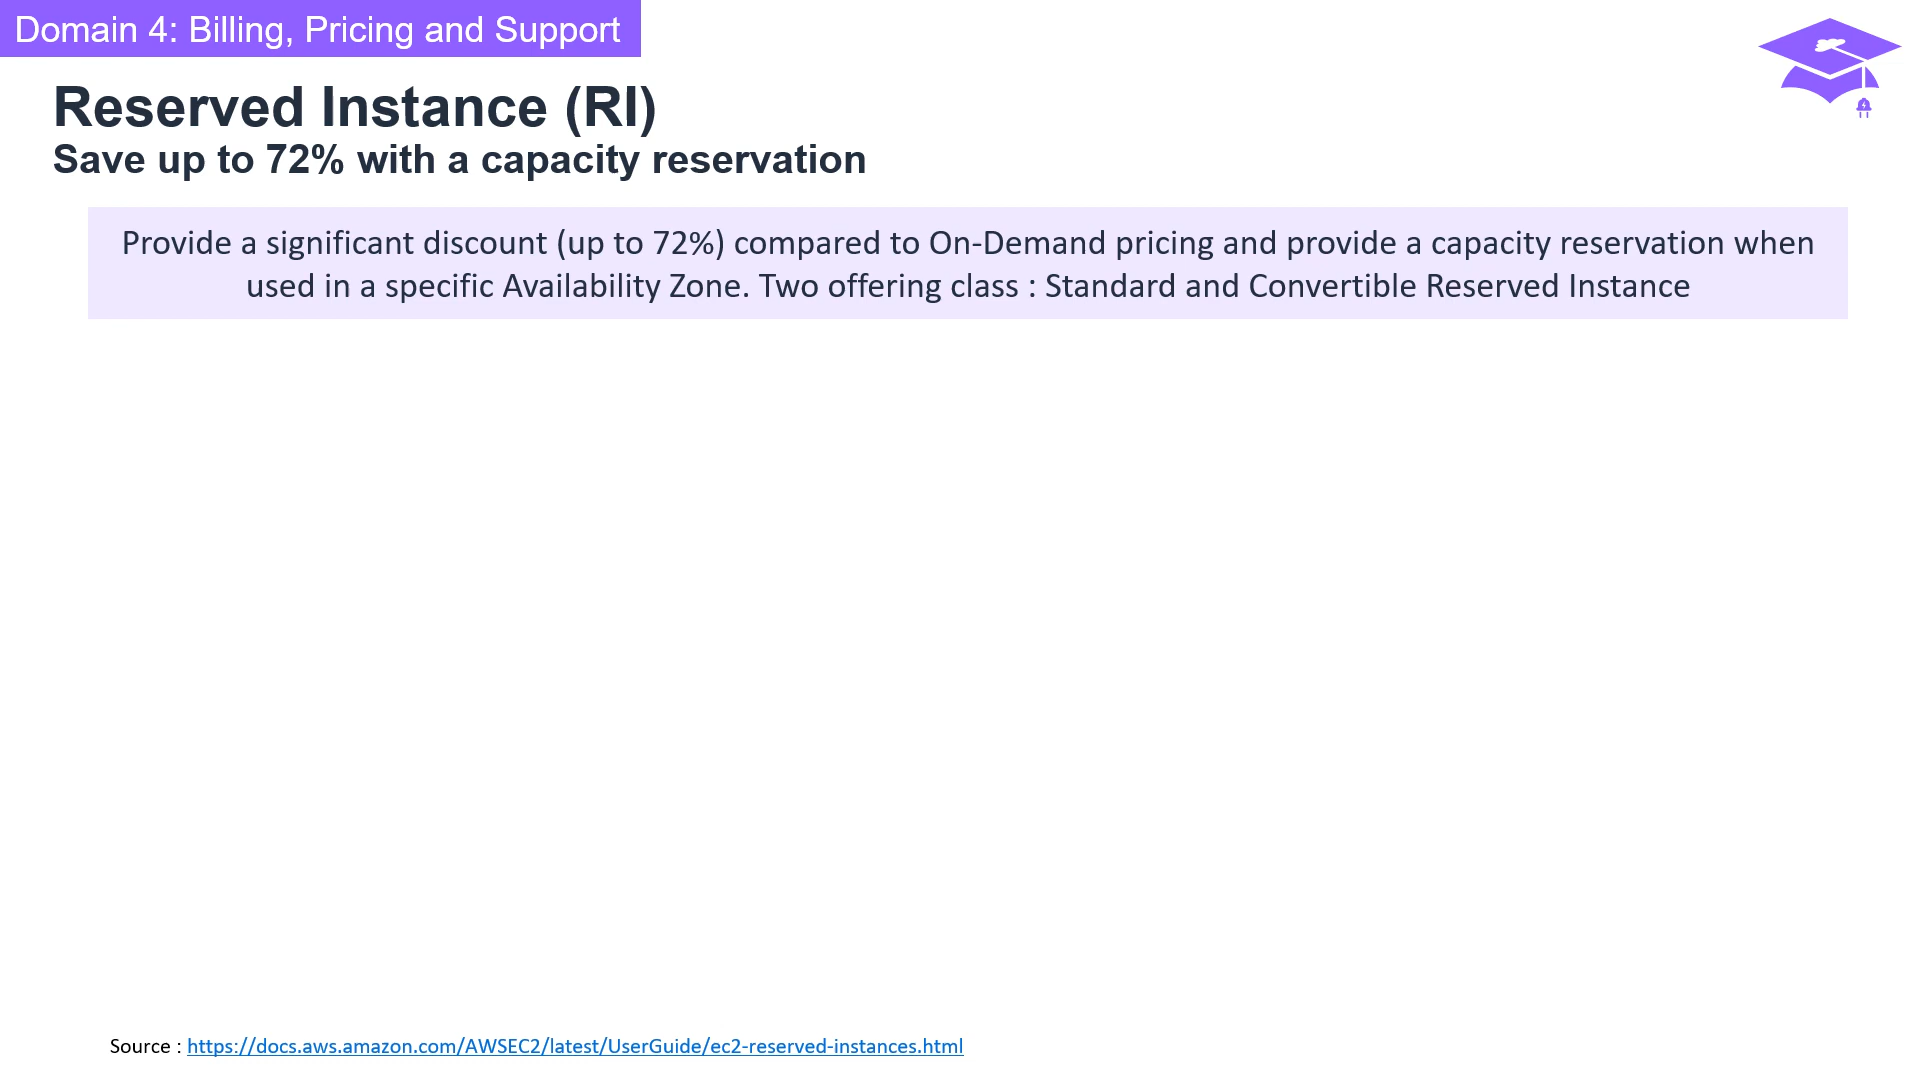 Domain 4: Billing, Pricing and Support
Reserved Instance (RI)
Save up to 72% with a capacity reservation
Provide a significant discount (up to 72%) compared to On-Demand pricing and provide a capacity reservation when
used in a specific Availability Zone. Two offering class : Standard and Convertible Reserved Instance
Source : https://docs.aws.amazon.com/AWSEC2/latest/UserGuide/ec2-reserved-instances.html